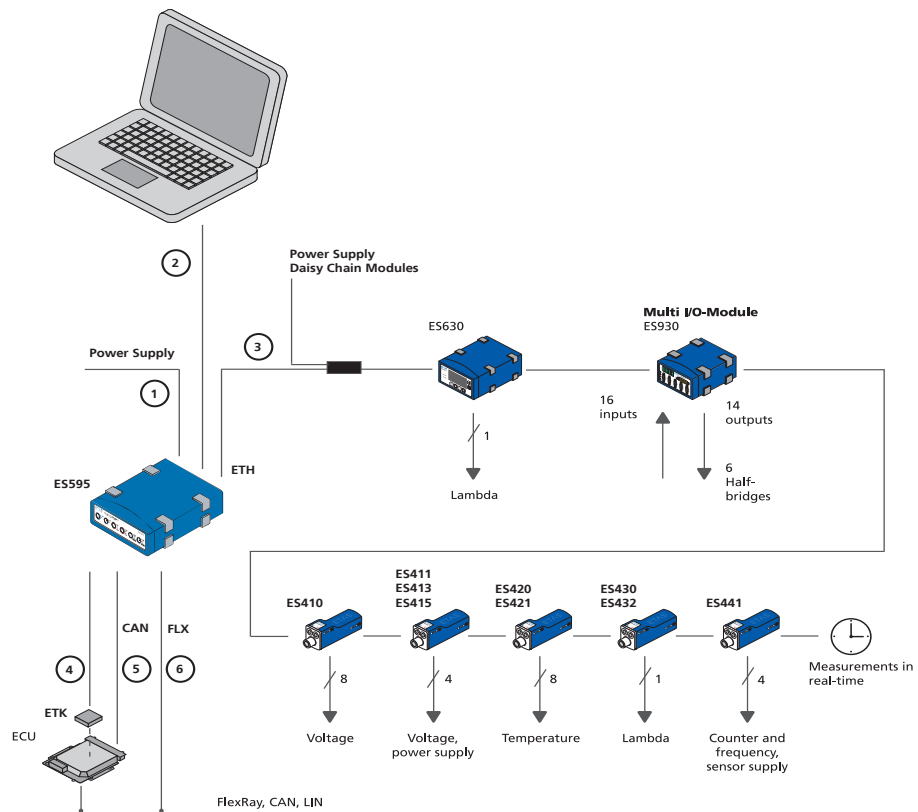 2
Power Supply
Daisy Chain Modules
Multi I/O-Module
ES630
ES930
3
Power Supply
1
16
inputs
14
outputs
1
ETH
6
Half-
bridges
ES595
Lambda
ES411
ES413
ES415
ES420
ES421
ES430
ES432
ES410
ES441
CAN
FLX
4
5
6
8
4
8
1
4
Measurements in
real-time
ETK
ECU
Voltage
Voltage,
power supply
Temperature
Lambda
Counter and
frequency,
sensor supply
FlexRay, CAN, LIN